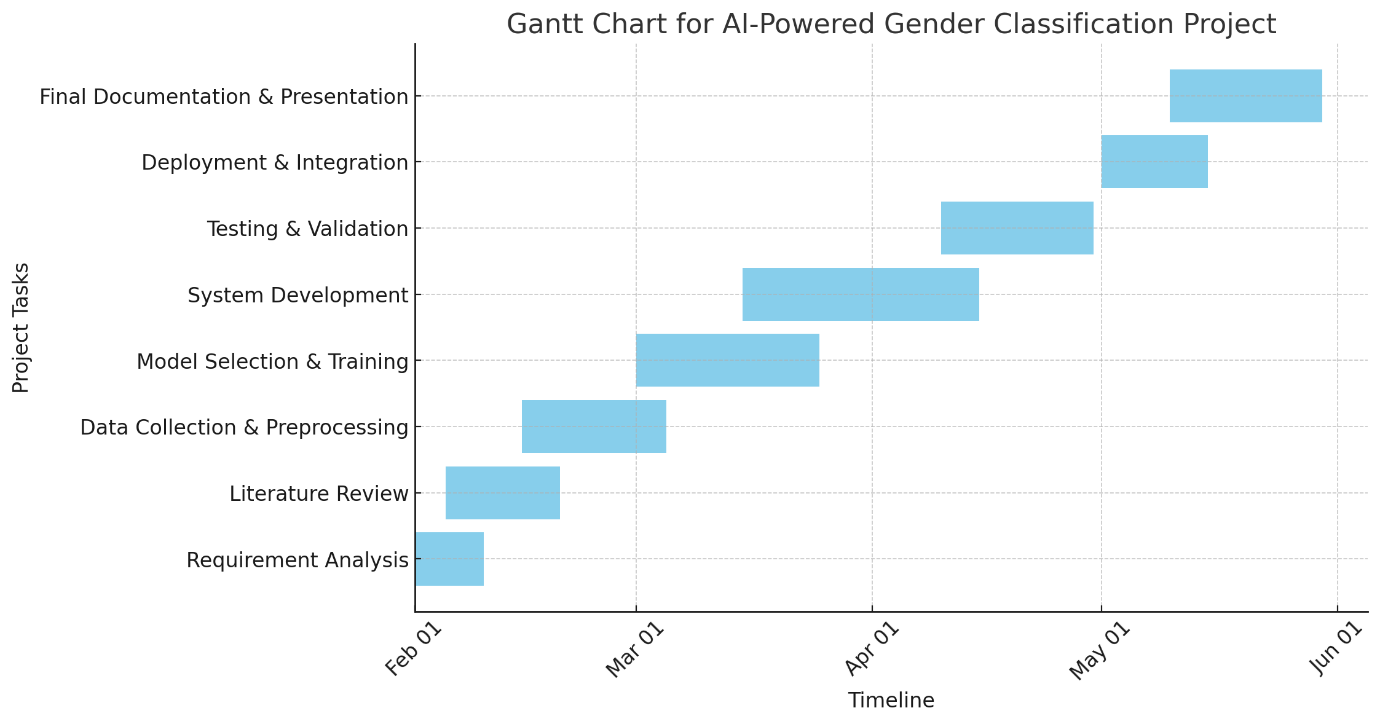 Gantt Chart for AI-Powered Gender Classification Project
Final Documentation & Presentation
Deployment & Integration
Testing & Validation
System Development
Model Selection & Training
Data Collection & Preprocessing
Literature Review
Requirement Analysis
Project Tasks
Feb 01
Mar 01
Apr 01
May 01
Jun 01
Timeline